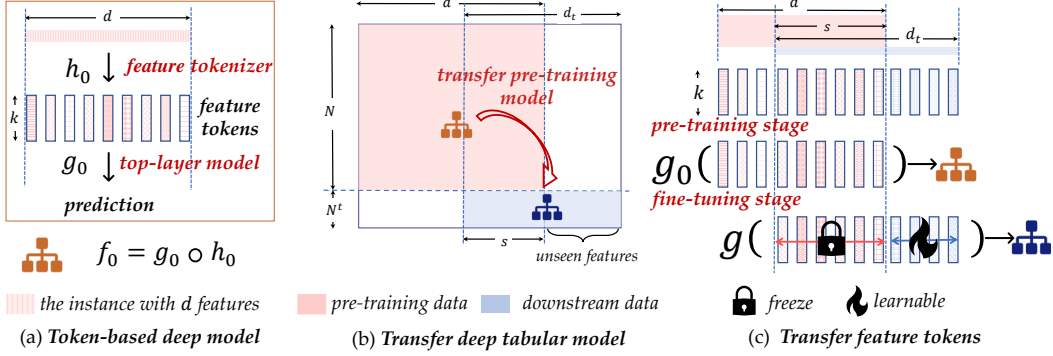 d
h₀
feature tokenizer
k
feature
tokens
g₀
top-layer model
prediction
f₀ = g₀ ○ h₀
the instance with d features
(a) Token-based deep model
d
dₜ
transfer pre-training
model
N
Nᵗ
s
unseen features
pre-training data
downstream data
(b) Transfer deep tabular model
d
s
dₜ
k
pre-training stage
g₀(
)
fine-tuning stage
g(
)
freeze
learnable
(c) Transfer feature tokens